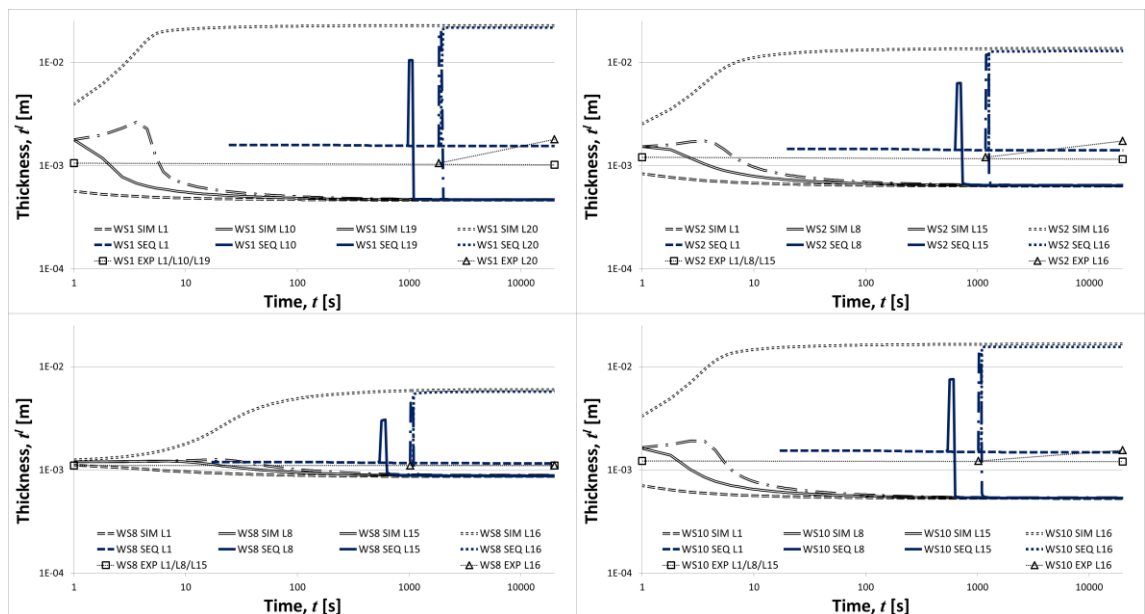 Thickness, tˡ [m]
1E-02
1E-03
1E-04
WS1 SIM L1 WS1 SIM L10 WS1 SIM L19 WS1 SIM L20
WS1 SEQ L1 WS1 SEQ L10 WS1 SEQ L19 WS1 SEQ L20
WS1 EXP L1/L10/L19 WS1 EXP L20
1 10 100 1000 10000
Time, t [s]
Thickness, tˡ [m]
1E-02
1E-03
1E-04
WS2 SIM L1 WS2 SIM L8 WS2 SIM L15 WS2 SIM L16
WS2 SEQ L1 WS2 SEQ L8 WS2 SEQ L15 WS2 SEQ L16
WS2 EXP L1/L8/L15 WS2 EXP L16
1 10 100 1000 10000
Time, t [s]
Thickness, tˡ [m]
1E-02
1E-03
1E-04
WS8 SIM L1 WS8 SIM L8 WS8 SIM L15 WS8 SIM L16
WS8 SEQ L1 WS8 SEQ L8 WS8 SEQ L15 WS8 SEQ L16
WS8 EXP L1/L8/L15 WS8 EXP L16
1 10 100 1000 10000
Time, t [s]
Thickness, tˡ [m]
1E-02
1E-03
1E-04
WS10 SIM L1 WS10 SIM L8 WS10 SIM L15 WS10 SIM L16
WS10 SEQ L1 WS10 SEQ L8 WS10 SEQ L15 WS10 SEQ L16
WS10 EXP L1/L8/L15 WS10 EXP L16
1 10 100 1000 10000
Time, t [s]